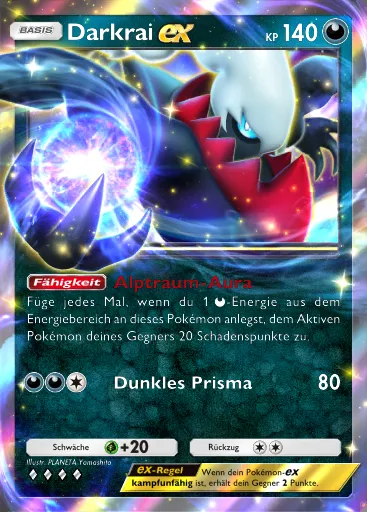 BASIS Darkrai ex KP 140
Fähigkeit Alptraum-Aura
Füge jedes Mal, wenn du 1 -Energie aus dem
Energiebereich an dieses Pokémon anlegst, dem Aktiven
Pokémon deines Gegners 20 Schadenspunkte zu.
Dunkles Prisma 80
Schwäche +20 Rückzug
Illustr. PLANETA Yamashita
ex-Regel Wenn dein Pokémon-ex
kampfunfähig ist, erhält dein Gegner 2 Punkte.